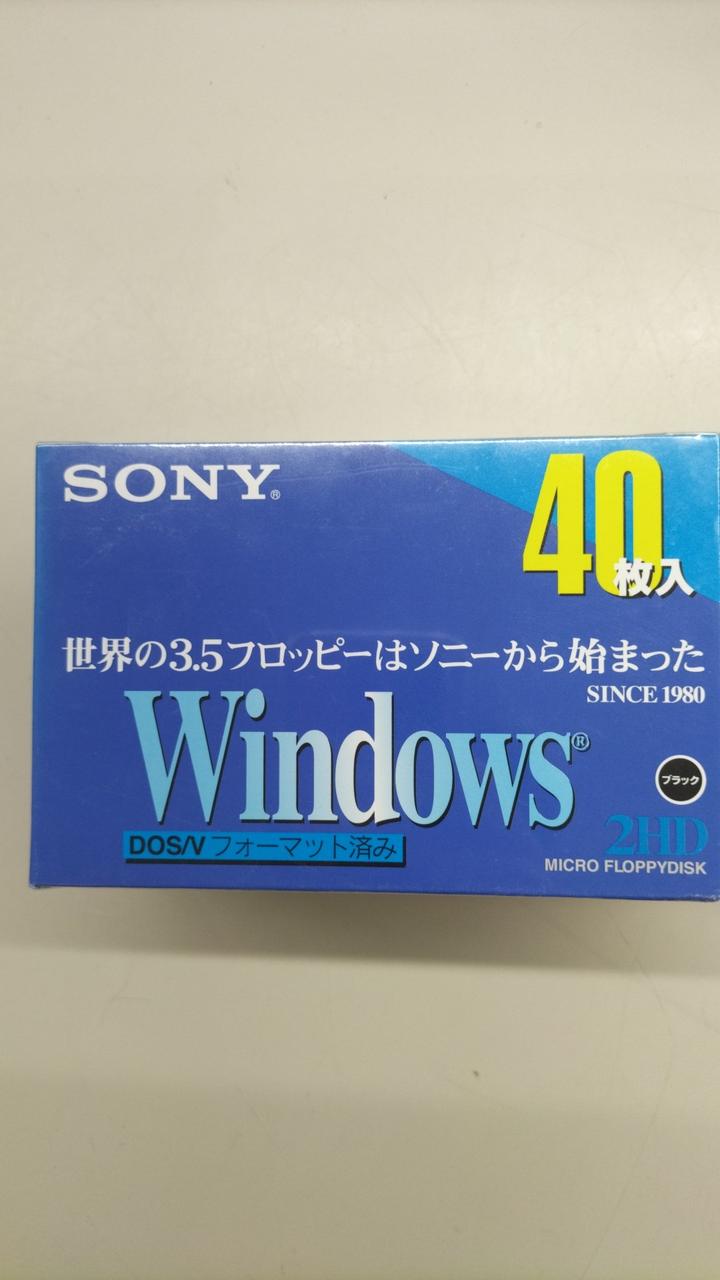 SONY®
40枚入
世界の3.5フロッピーはソニーから始まった
SINCE 1980
Windows®
ブラック
DOS/V フォーマット済み
2HD
MICRO FLOPPYDISK